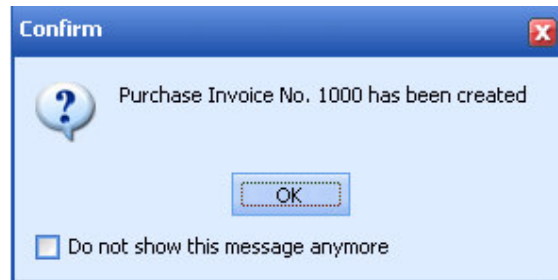 Confirm
Purchase Invoice No. 1000 has been created
OK
Do not show this message anymore